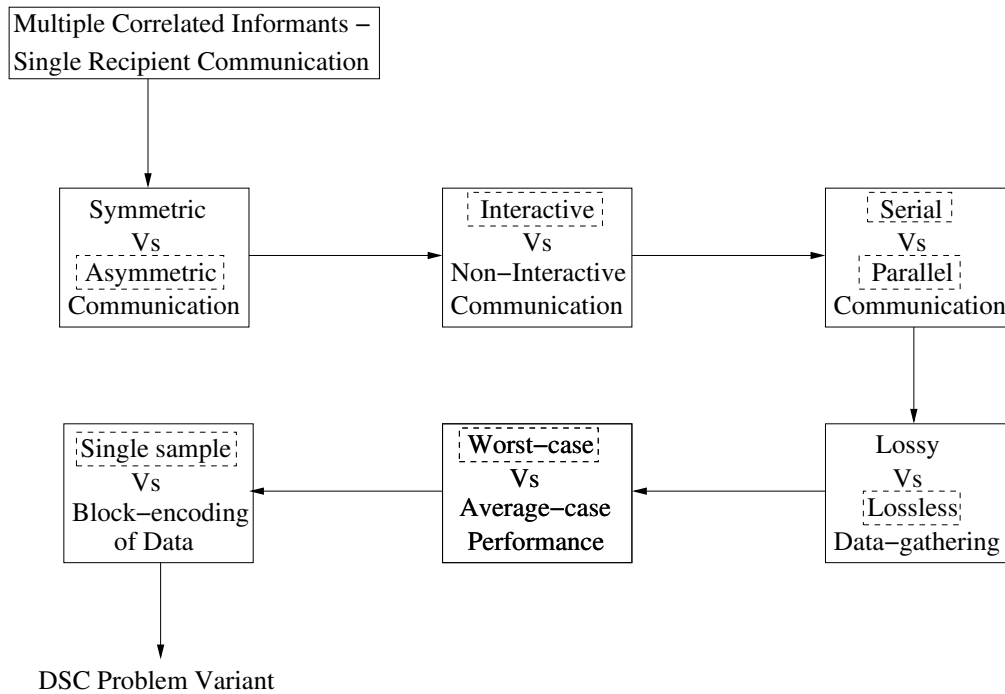 Multiple Correlated Informants −
Single Recipient Communication
Symmetric
Vs
Asymmetric
Communication
Interactive
Vs
Non−Interactive
Communication
Serial
Vs
Parallel
Communication
Lossy
Vs
Lossless
Data−gathering
Worst−case
Vs
Average−case
Performance
Single sample
Vs
Block−encoding
of Data
DSC Problem Variant